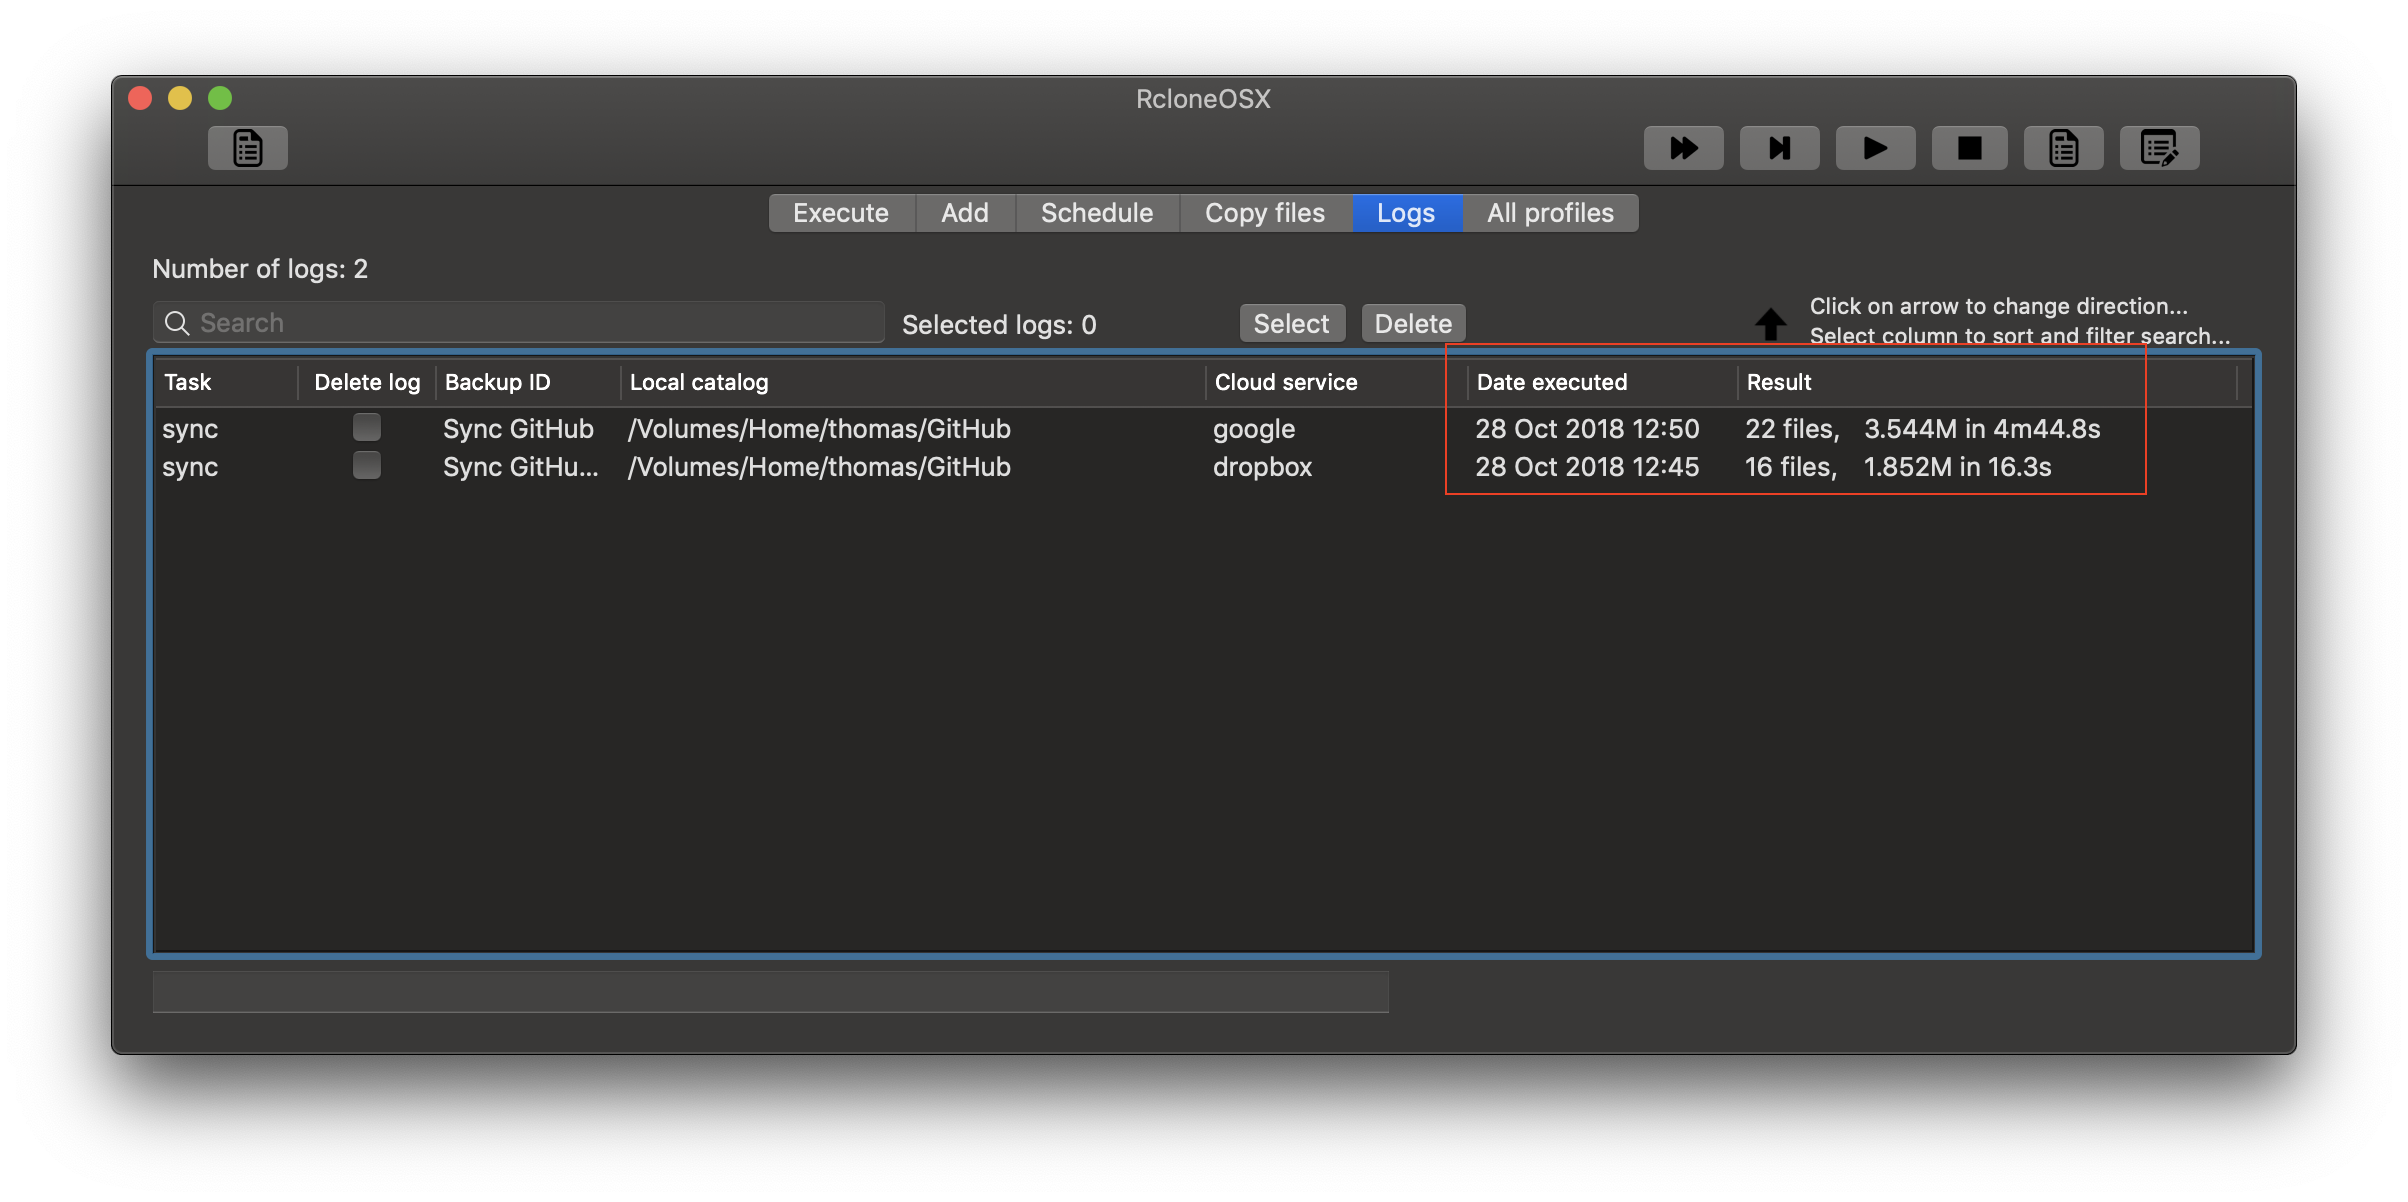 RcloneOSX
Execute Add Schedule Copy files Logs All profiles
Number of logs: 2
Search Selected logs: 0 Select Delete
Click on arrow to change direction...
Select column to sort and filter search...
Task Delete log Backup ID Local catalog Cloud service Date executed Result
sync Sync GitHub /Volumes/Home/thomas/GitHub google 28 Oct 2018 12:50 22 files, 3.544M in 4m44.8s
sync Sync GitHu... /Volumes/Home/thomas/GitHub dropbox 28 Oct 2018 12:45 16 files, 1.852M in 16.3s